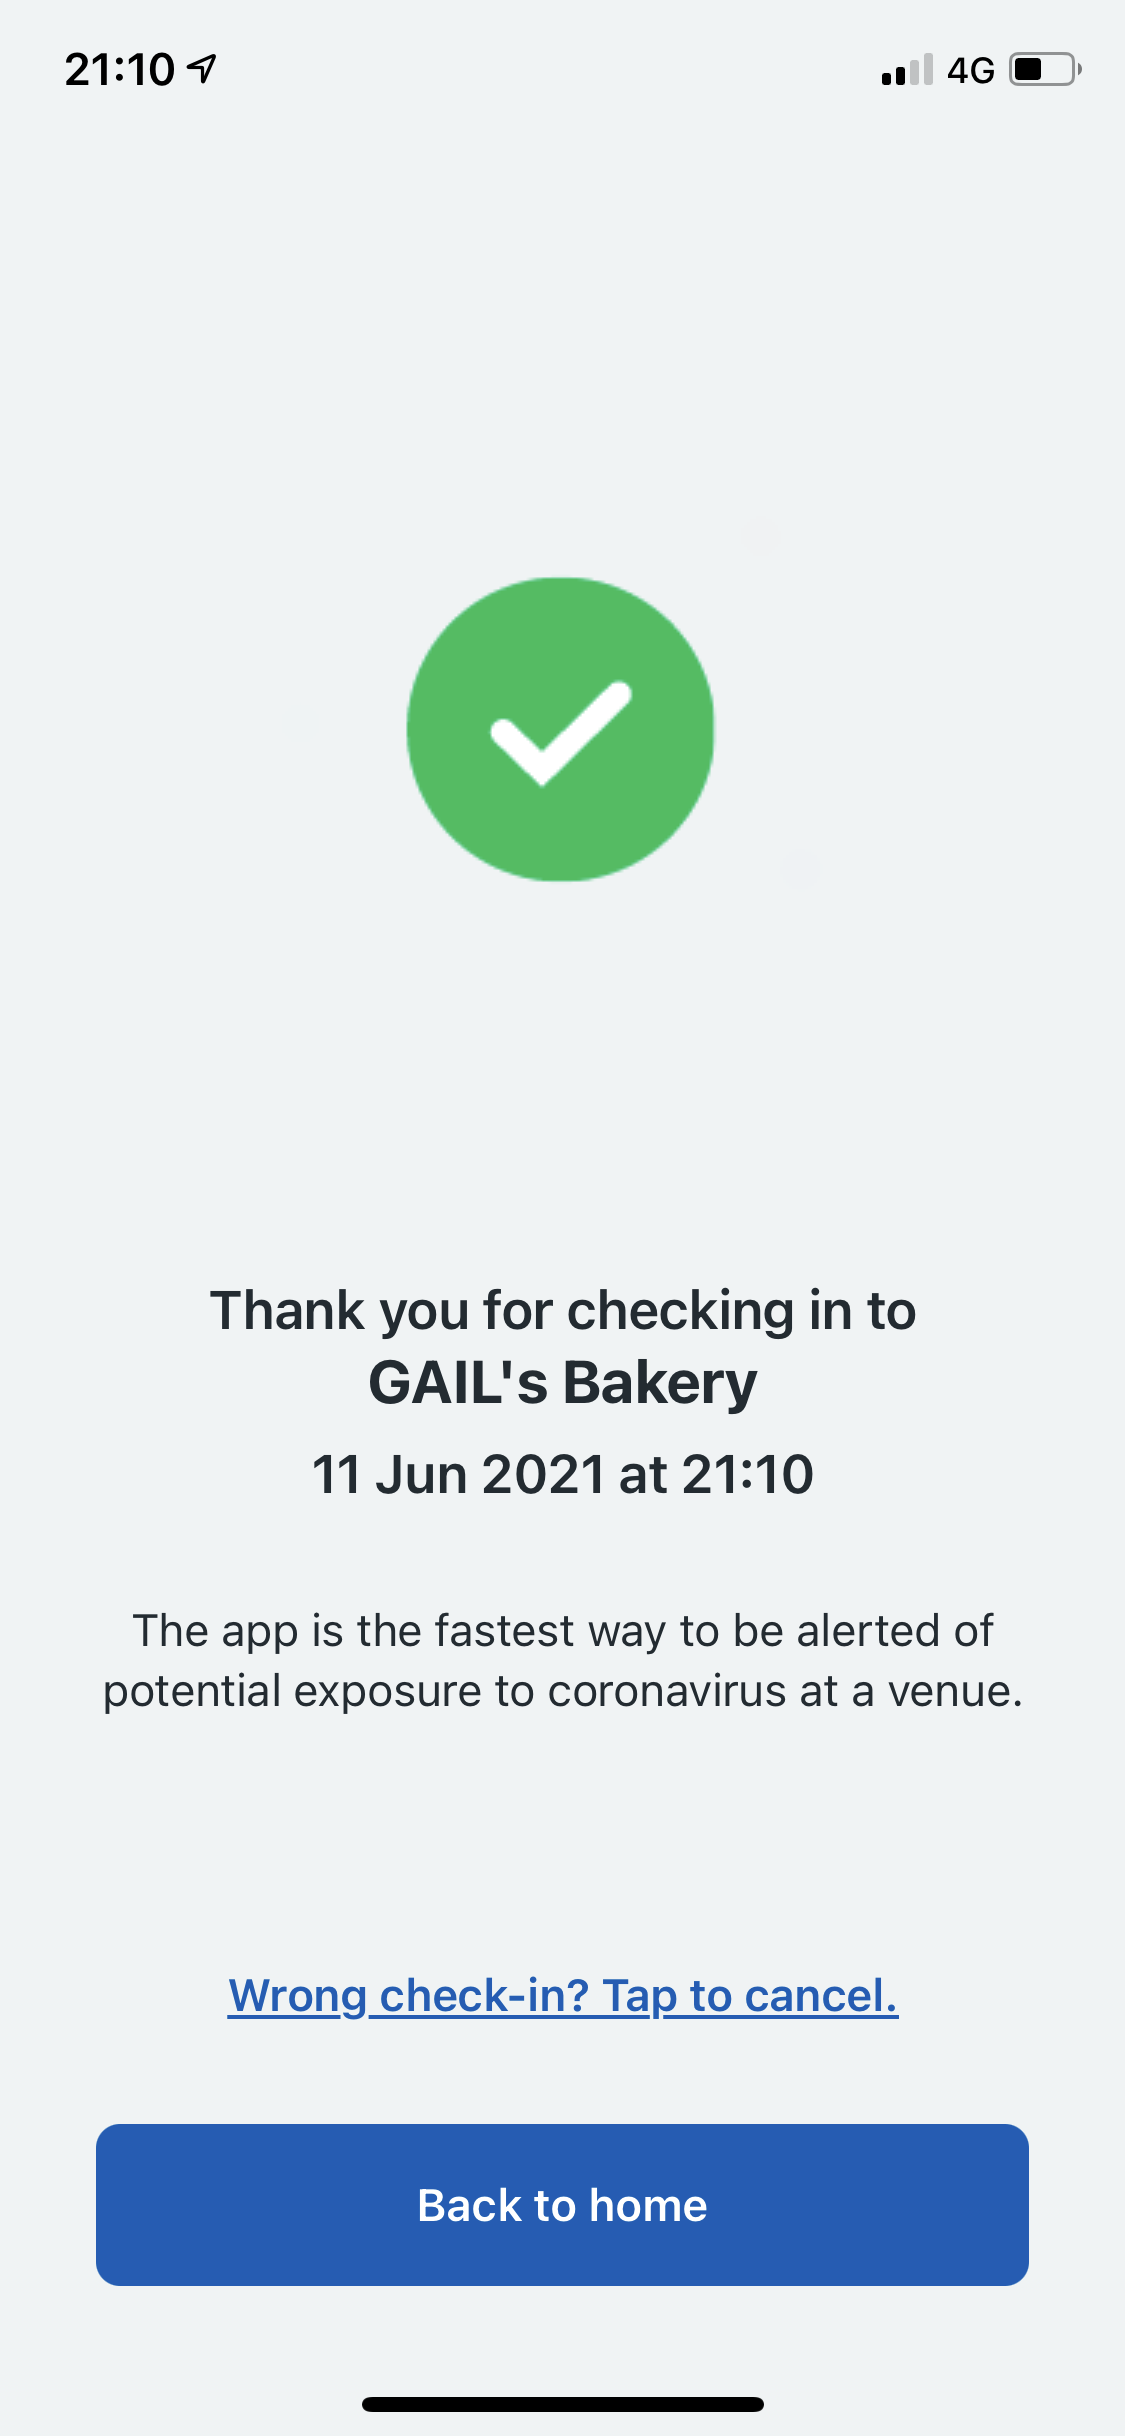 21:10
4G
Thank you for checking in to
GAIL's Bakery
11 Jun 2021 at 21:10
The app is the fastest way to be alerted of
potential exposure to coronavirus at a venue.
Wrong check-in? Tap to cancel.
Back to home